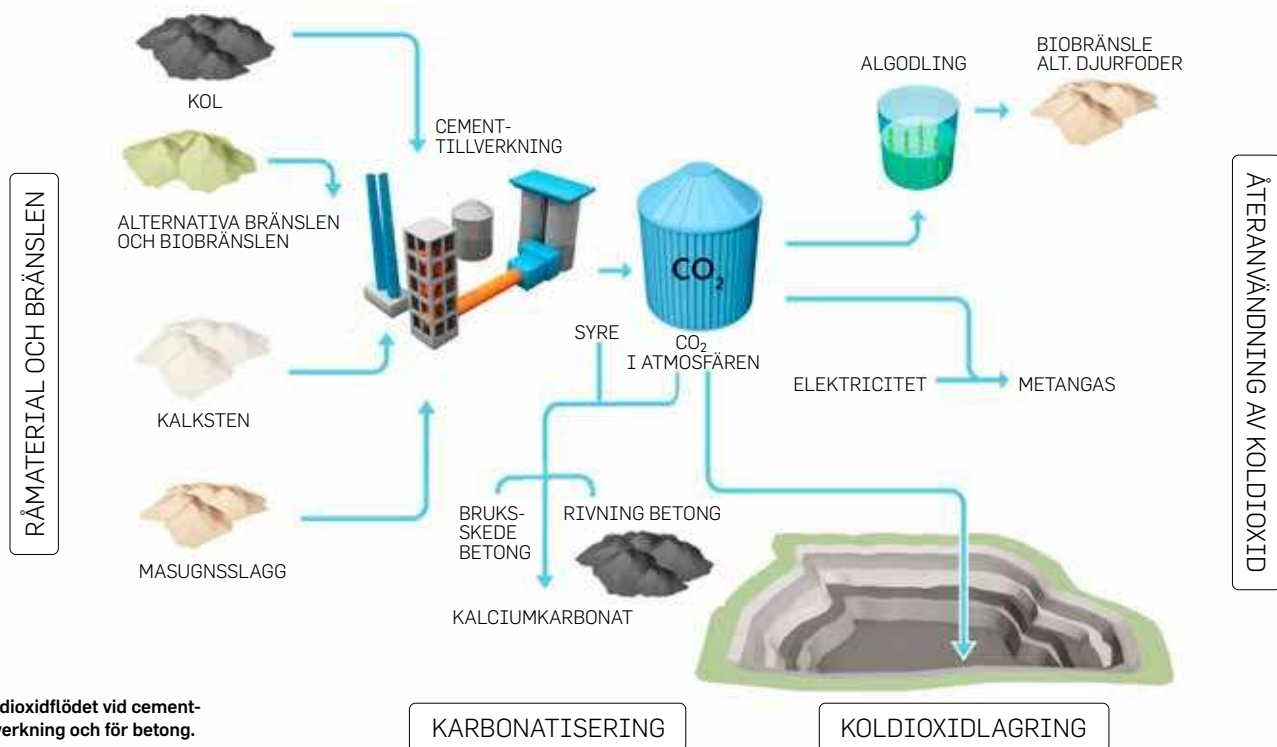 RÅMATERIAL OCH BRÄNSLEN
KOL
ALTERNATIVA BRÄNSLEN
OCH BIOBRÄNSLEN
KALKSTEN
MASUGNSSLAGG
CEMENT-
TILLVERKNING
CO₂
SYRE
CO₂
I ATMOSFÄREN
ALGODLING
BIOBRÄNSLE
ALT. DJURFODER
ELEKTRICITET
METANGAS
ÅTERANVÄNDNING AV KOLDIOXID
BRUKS-
SKEDE
BETONG
RIVNING BETONG
KALCIUMKARBONAT
KARBONATISERING
KOLDIOXIDLAGRING
dioxidflödet vid cement-
verkning och för betong.